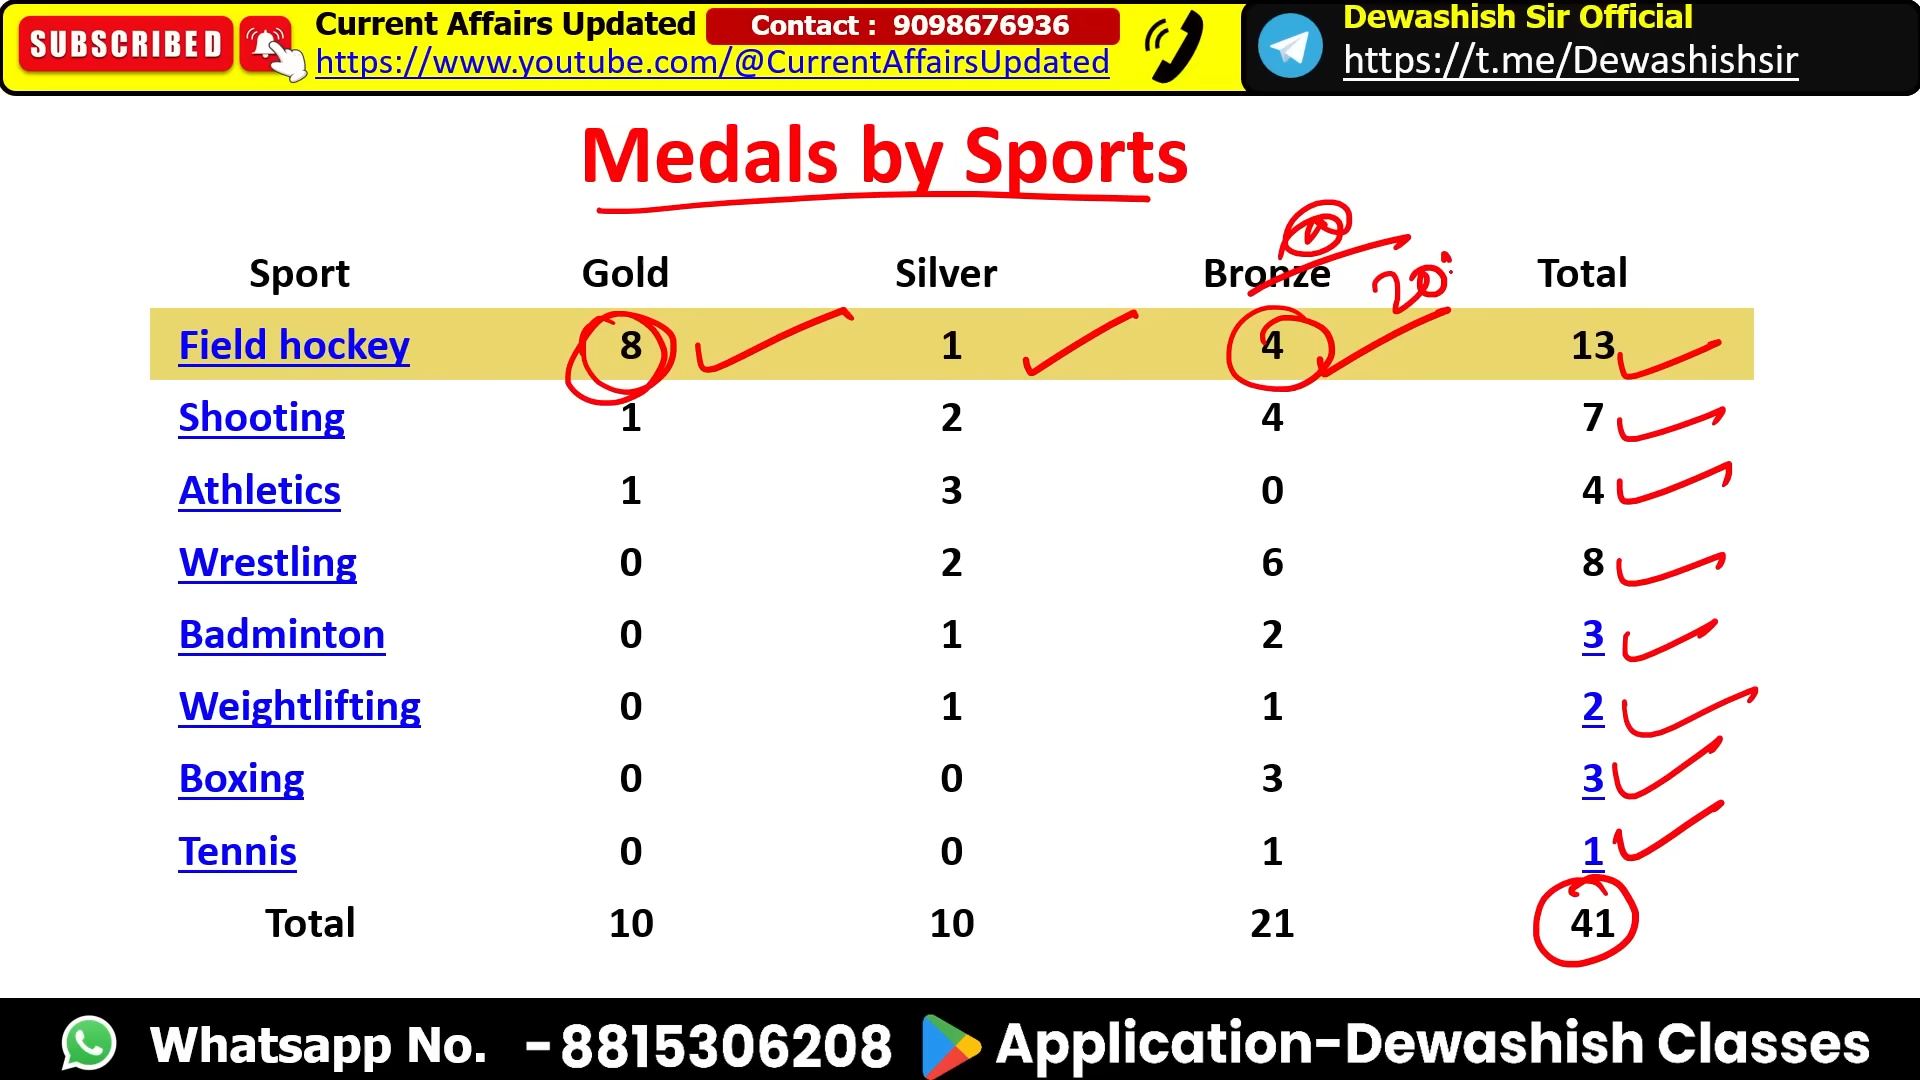 SUBSCRIBED
Current Affairs Updated
Contact : 9098676936
https://www.youtube.com/@CurrentAffairsUpdated
Dewashish Sir Official
https://t.me/Dewashishsir
Medals by Sports
Sport Gold Silver Bronze Total
20
Field hockey 8 1 4 13
Shooting 1 2 4 7
Athletics 1 3 0 4
Wrestling 0 2 6 8
Badminton 0 1 2 3
Weightlifting 0 1 1 2
Boxing 0 0 3 3
Tennis 0 0 1 1
Total 10 10 21 41
Whatsapp No. -8815306208
Application-Dewashish Classes